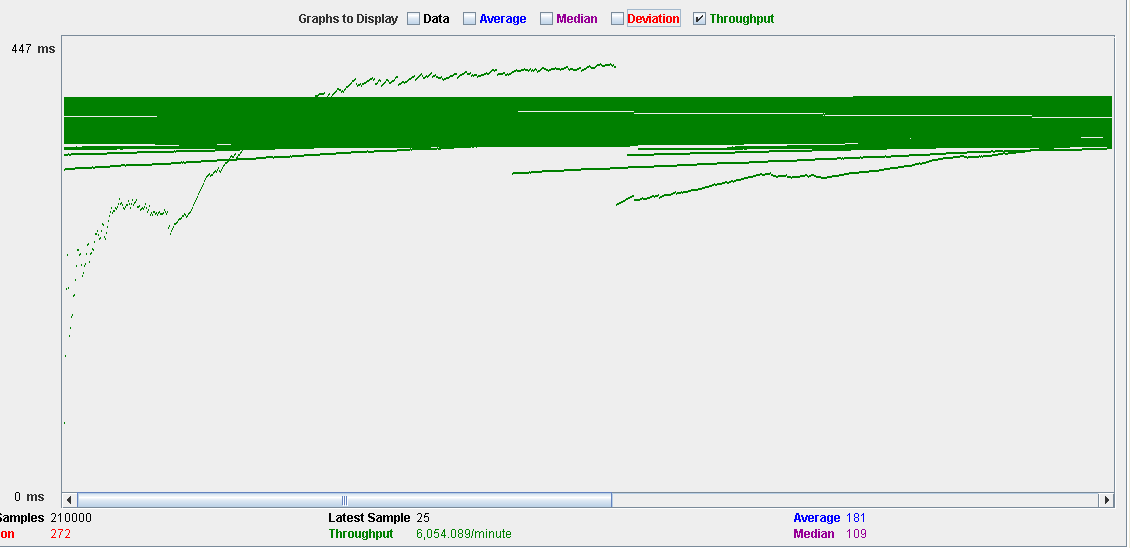 Graphs to Display Data Average Median Deviation Throughput
447 ms
0 ms
Samples 210000 Latest Sample 25 Average 181
on 272 Throughput 6,054.089/minute Median 109